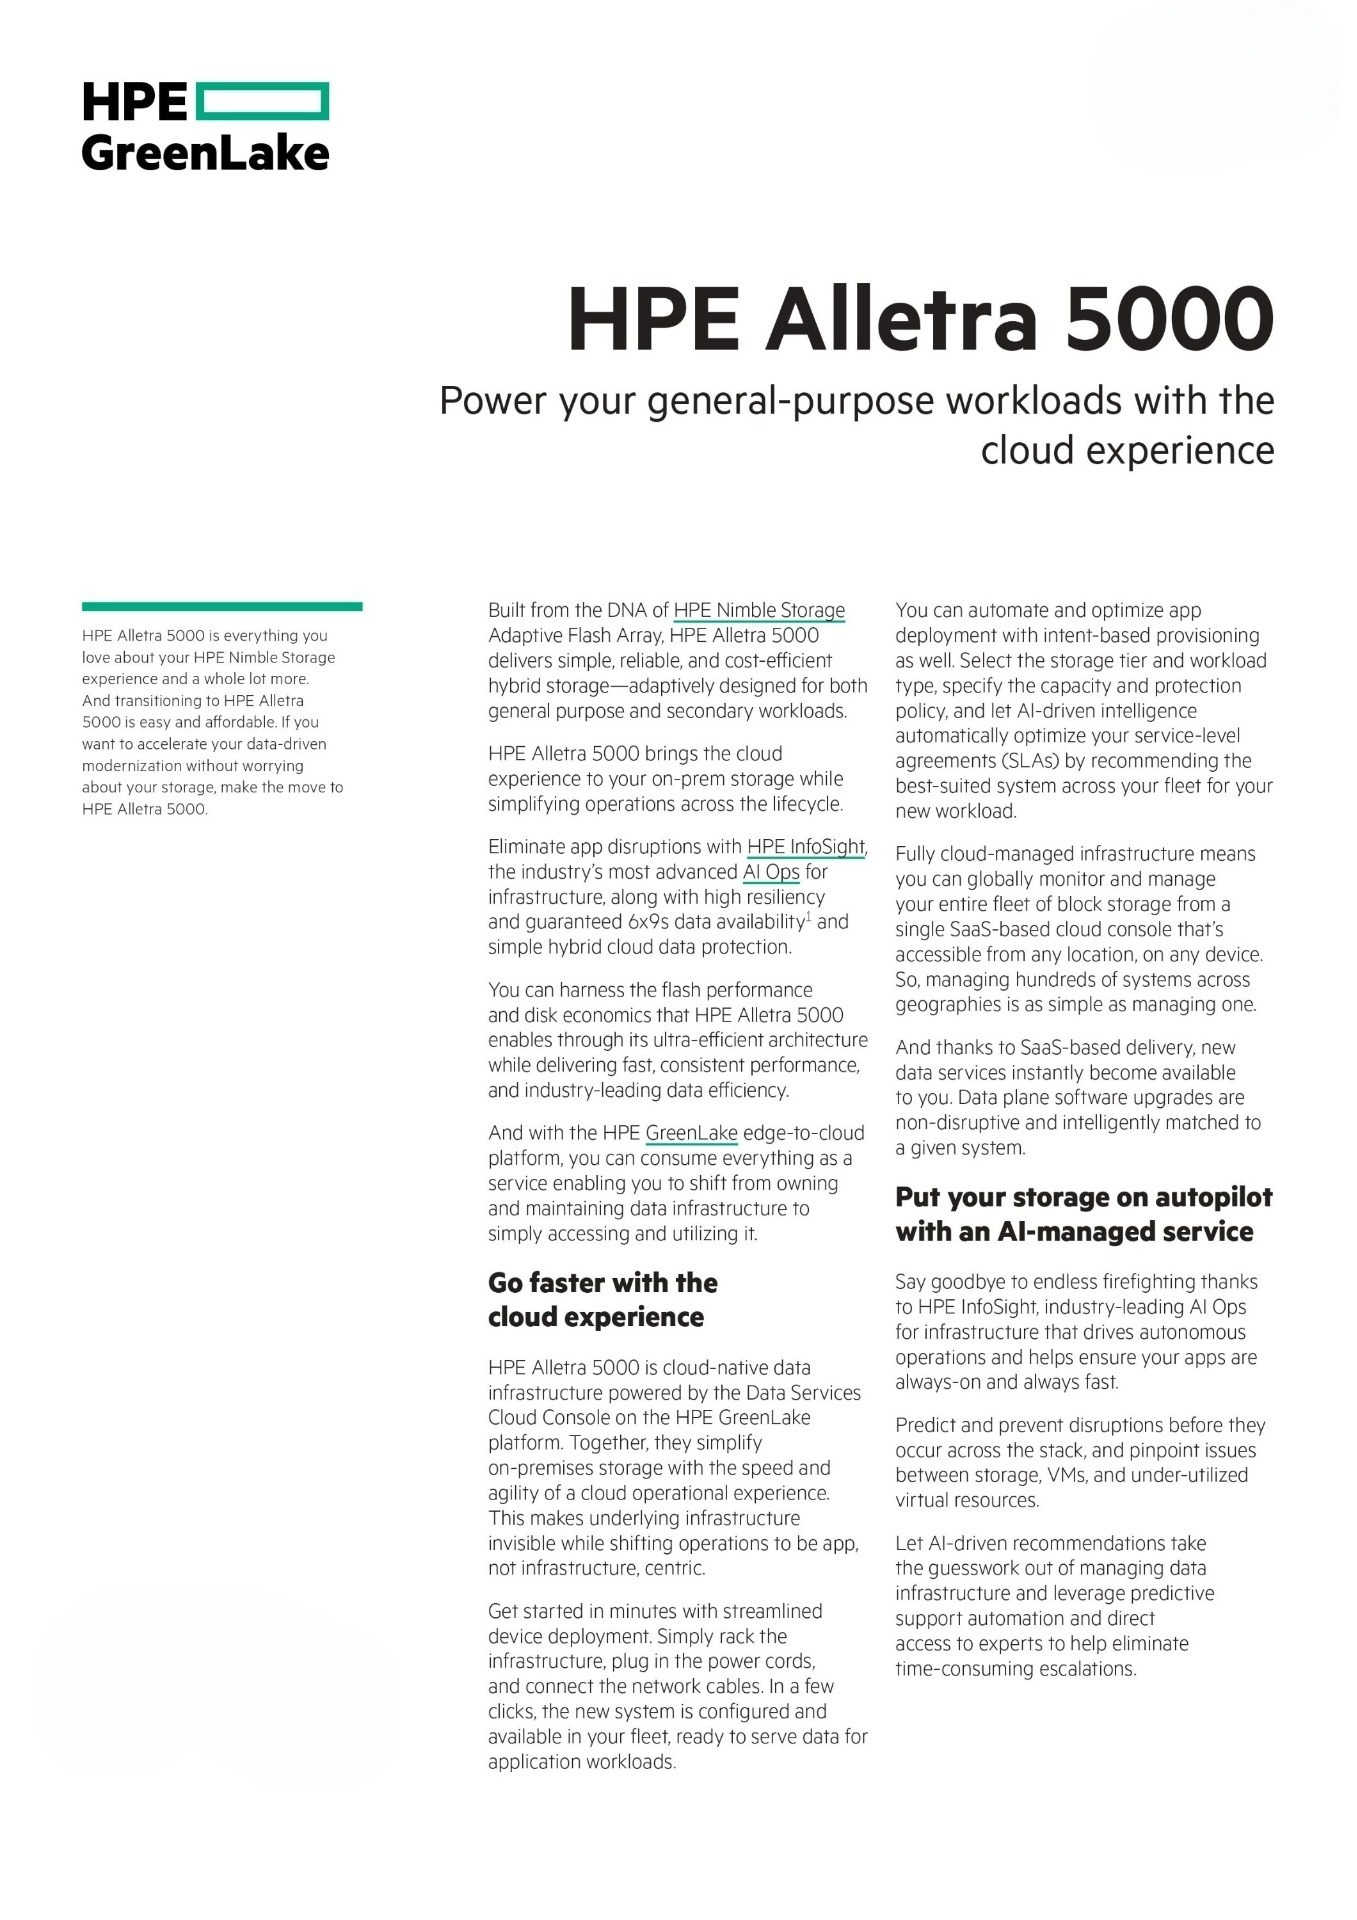 HPE
GreenLake
HPE Alletra 5000
Power your general-purpose workloads with the
cloud experience
HPE Alletra 5000 is everything you
love about your HPE Nimble Storage
experience and a whole lot more.
And transitioning to HPE Alletra
5000 is easy and affordable. If you
want to accelerate your data-driven
modernization without worrying
about your storage, make the move to
HPE Alletra 5000.
Built from the DNA of HPE Nimble Storage
Adaptive Flash Array, HPE Alletra 5000
delivers simple, reliable, and cost-efficient
hybrid storage—adaptively designed for both
general purpose and secondary workloads.
HPE Alletra 5000 brings the cloud
experience to your on-prem storage while
simplifying operations across the lifecycle.
Eliminate app disruptions with HPE InfoSight,
the industry's most advanced AI Ops for
infrastructure, along with high resiliency
and guaranteed 6x9s data availability¹ and
simple hybrid cloud data protection.
You can harness the flash performance
and disk economics that HPE Alletra 5000
enables through its ultra-efficient architecture
while delivering fast, consistent performance,
and industry-leading data efficiency.
And with the HPE GreenLake edge-to-cloud
platform, you can consume everything as a
service enabling you to shift from owning
and maintaining data infrastructure to
simply accessing and utilizing it.
Go faster with the
cloud experience
HPE Alletra 5000 is cloud-native data
infrastructure powered by the Data Services
Cloud Console on the HPE GreenLake
platform. Together, they simplify
on-premises storage with the speed and
agility of a cloud operational experience.
This makes underlying infrastructure
invisible while shifting operations to be app,
not infrastructure, centric.
Get started in minutes with streamlined
device deployment. Simply rack the
infrastructure, plug in the power cords,
and connect the network cables. In a few
clicks, the new system is configured and
available in your fleet, ready to serve data for
application workloads.
You can automate and optimize app
deployment with intent-based provisioning
as well. Select the storage tier and workload
type, specify the capacity and protection
policy, and let AI-driven intelligence
automatically optimize your service-level
agreements (SLAs) by recommending the
best-suited system across your fleet for your
new workload.
Fully cloud-managed infrastructure means
you can globally monitor and manage
your entire fleet of block storage from a
single SaaS-based cloud console that's
accessible from any location, on any device.
So, managing hundreds of systems across
geographies is as simple as managing one.
And thanks to SaaS-based delivery, new
data services instantly become available
to you. Data plane software upgrades are
non-disruptive and intelligently matched to
a given system.
Put your storage on autopilot
with an AI-managed service
Say goodbye to endless firefighting thanks
to HPE InfoSight, industry-leading AI Ops
for infrastructure that drives autonomous
operations and helps ensure your apps are
always-on and always fast.
Predict and prevent disruptions before they
occur across the stack, and pinpoint issues
between storage, VMs, and under-utilized
virtual resources.
Let AI-driven recommendations take
the guesswork out of managing data
infrastructure and leverage predictive
support automation and direct
access to experts to help eliminate
time-consuming escalations.